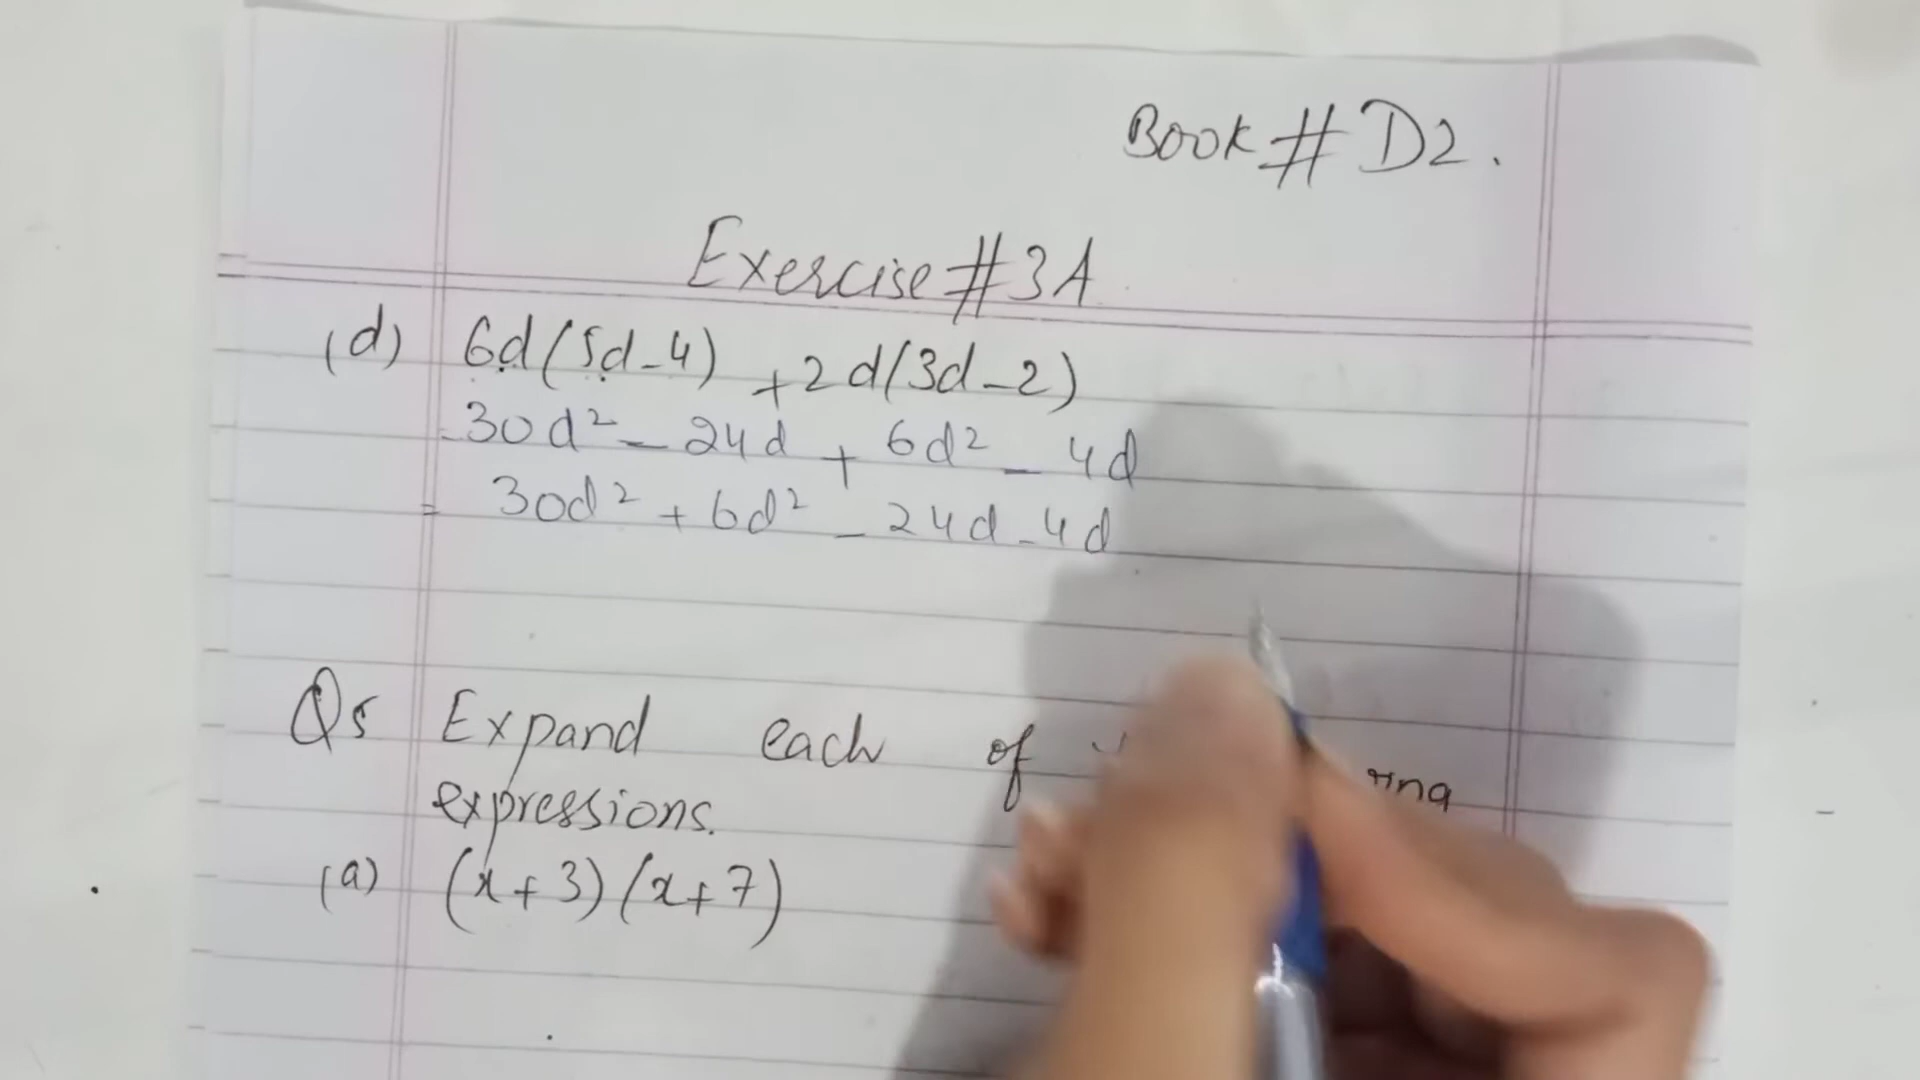 Book # D2.
Exercise # 3A
(d) 6d(5d-4) +2d(3d-2)
=30d² - 24d + 6d² - 4d
= 30d² + 6d² - 24d - 4d
Q5 Expand each of
expressions.
(a) (x+3)(x+7)